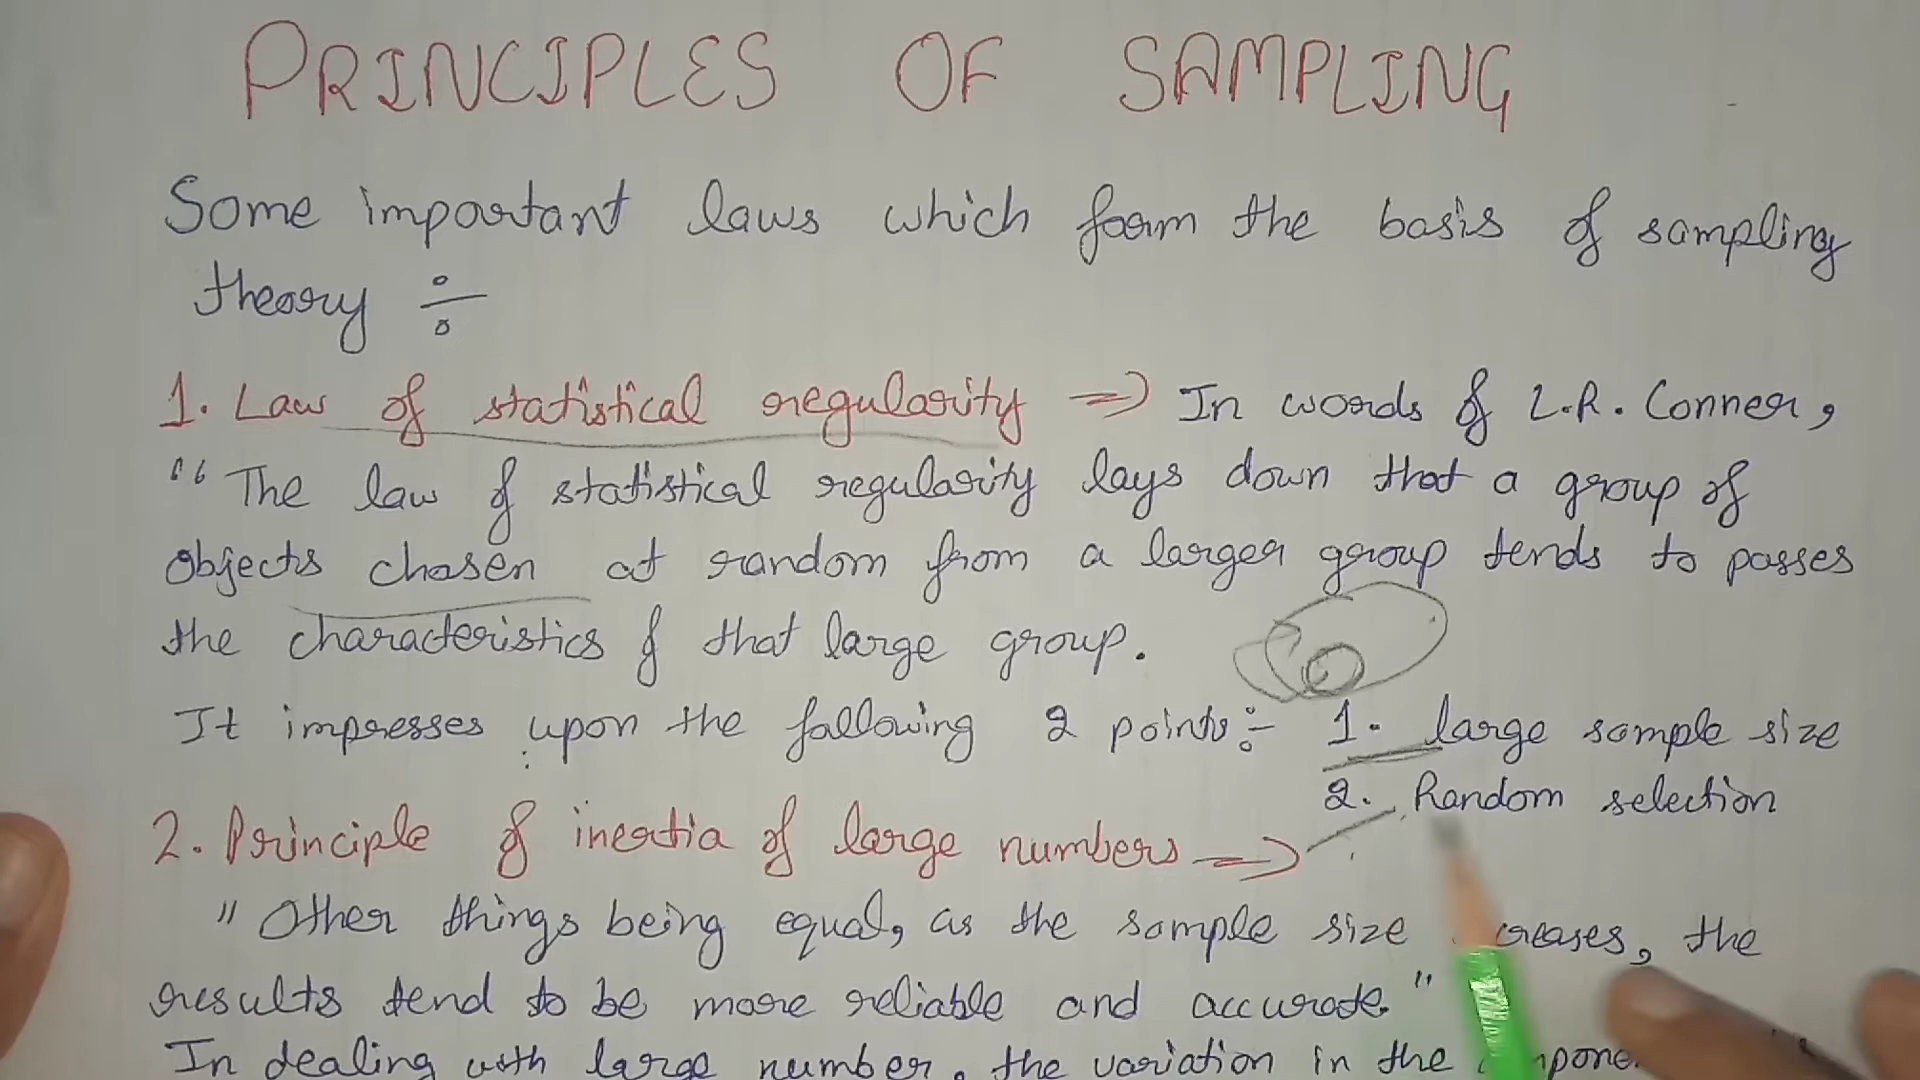 PRINCIPLES OF SAMPLING
Some important laws which form the basis of sampling
theory ÷
1. Law of statistical regularity => In words of L.R. Conner,
"The law of statistical regularity lays down that a group of
objects chosen at random from a larger group tends to posses
the characteristics of that large group.
It impresses upon the following 2 points :- 1. large sample size
2. Random selection
2. Principle of inertia of large numbers =>
"Other things being equal, as the sample size creases, the
results tend to be more reliable and accurate."
In dealing with large number, the variation in the